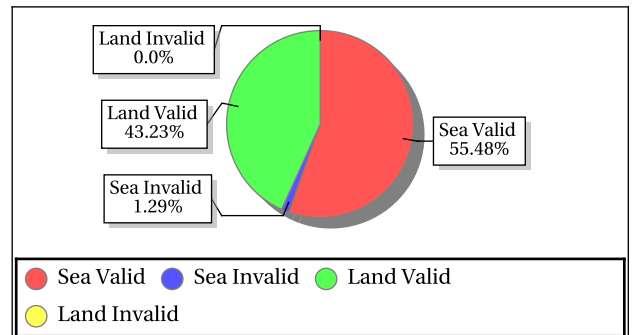 Land Invalid
0.0%
Land Valid
43.23%
Sea Valid
55.48%
Sea Invalid
1.29%
Sea Valid
Sea Invalid
Land Valid
Land Invalid